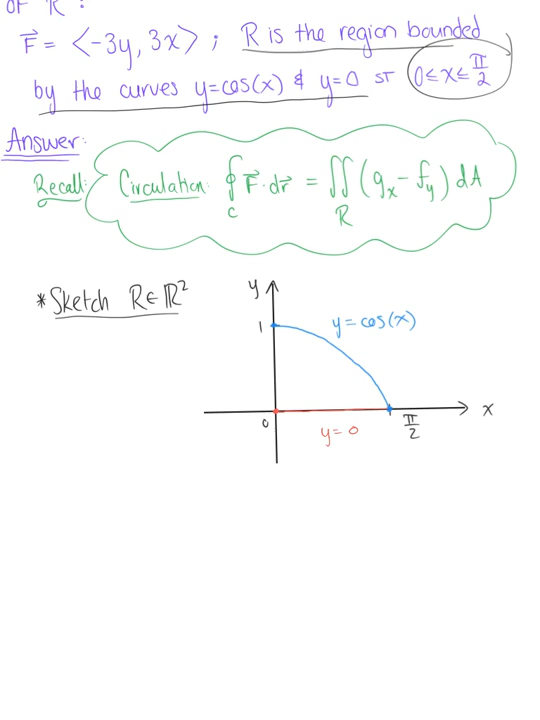 OF R :
F⃗ = ⟨-3y, 3x⟩ ; R is the region bounded
by the curves y=cos(x) & y=0 ST 0≤x≤π/2
Answer:
Recall: Circulation: ∮_C F⃗·dr⃗ = ∬_R (g_x - f_y) dA
*Sketch R∈ℝ²
y
1
y=cos(x)
0
y=0
π/2
x